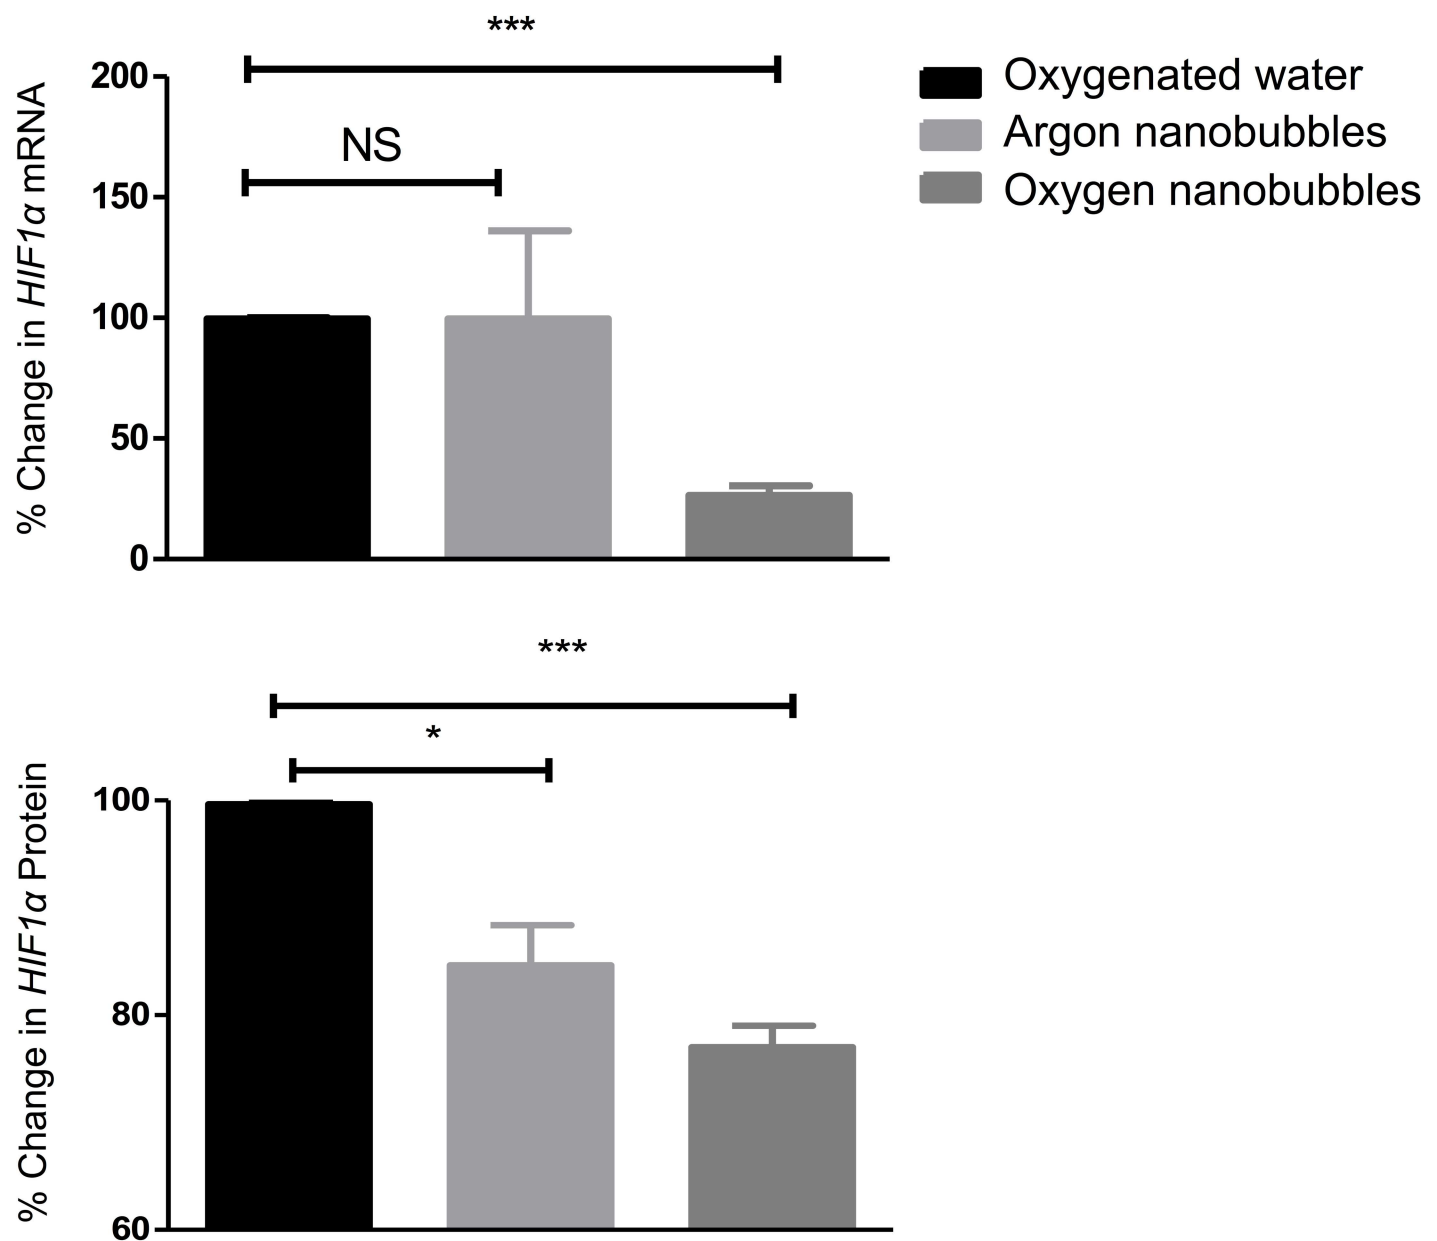 ***
200
150
100
50
0
% Change in HIF1α mRNA
NS
Oxygenated water
Argon nanobubbles
Oxygen nanobubbles
***
*
100
80
60
% Change in HIF1α Protein